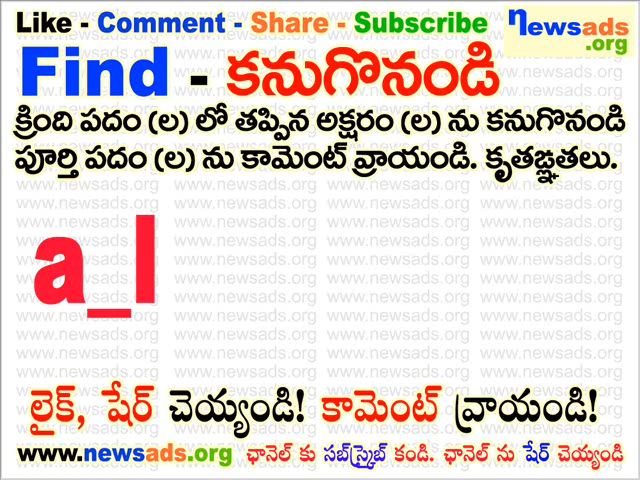 Like - Comment - Share - Subscribe
newsads
.org
Find - కనుగొనండి
క్రింది పదం (ల) లో తప్పిన అక్షరం (ల) ను కనుగొనండి
పూర్తి పదం (ల) ను కామెంట్ వ్రాయండి. కృతజ్ఞతలు.
a_l
లైక్, షేర్ చెయ్యండి! కామెంట్ వ్రాయండి!
www.newsads.org ఛానెల్ కు సబ్‌స్క్రైబ్ కండి. ఛానెల్ ను షేర్ చెయ్యండి